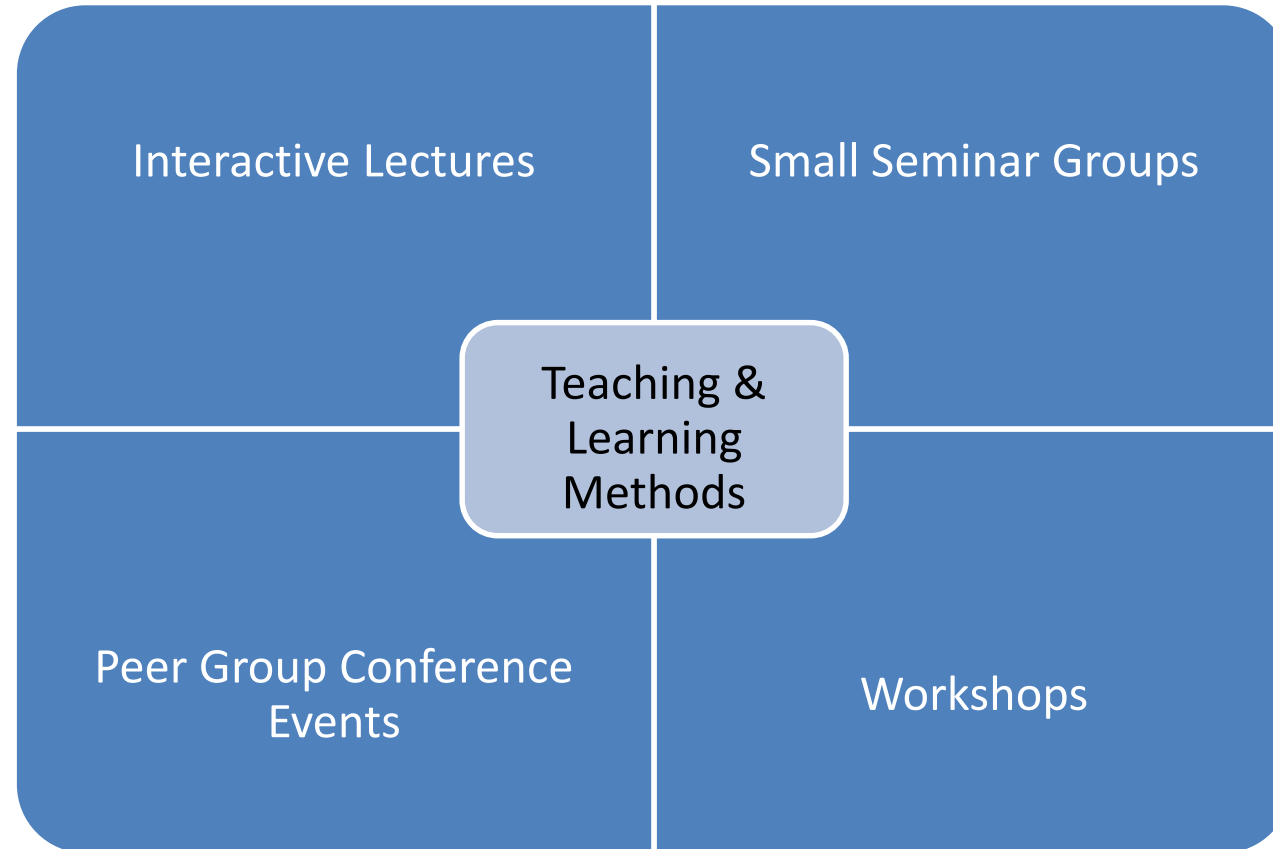 Interactive Lectures
Small Seminar Groups
Teaching &
Learning
Methods
Peer Group Conference
Events
Workshops